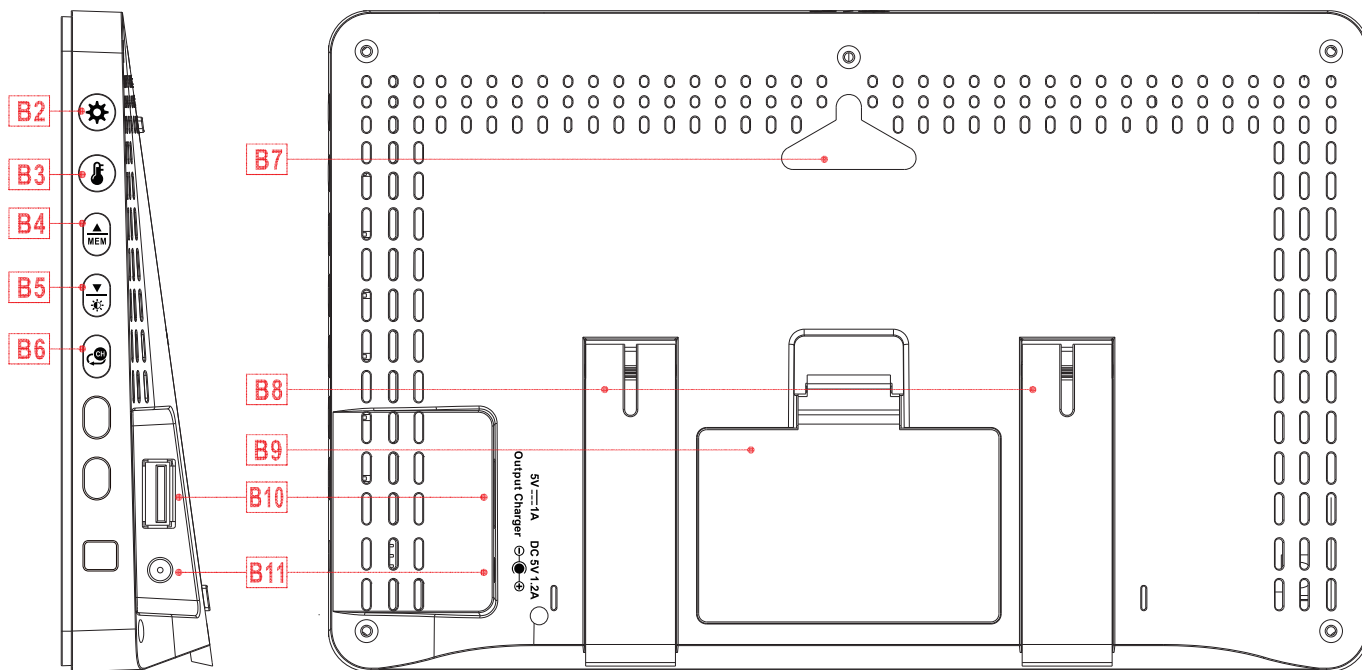 B2
B3
B4
MEM
B5
B6
CH
B7
B8
B9
B10
B11
5V⎓1A
Output Charger
DC 5V 1.2A